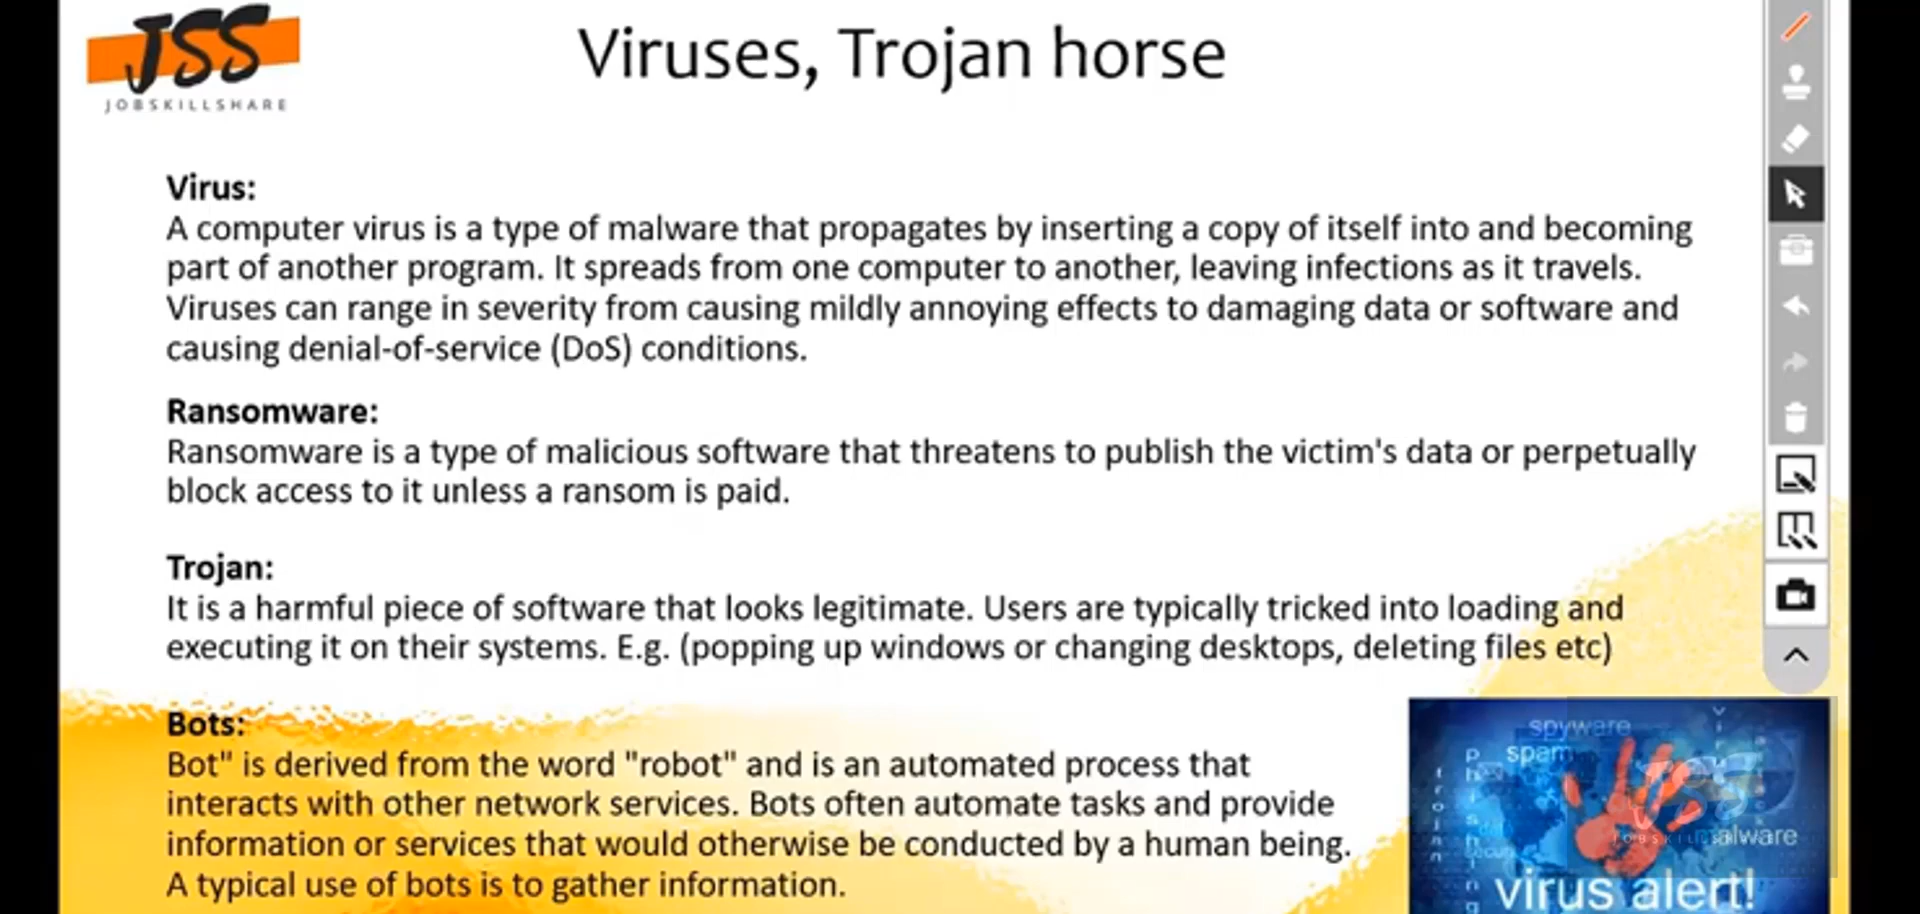 JSS
JOBSKILLSHARE
Viruses, Trojan horse
Virus:
A computer virus is a type of malware that propagates by inserting a copy of itself into and becoming
part of another program. It spreads from one computer to another, leaving infections as it travels.
Viruses can range in severity from causing mildly annoying effects to damaging data or software and
causing denial-of-service (DoS) conditions.
Ransomware:
Ransomware is a type of malicious software that threatens to publish the victim's data or perpetually
block access to it unless a ransom is paid.
Trojan:
It is a harmful piece of software that looks legitimate. Users are typically tricked into loading and
executing it on their systems. E.g. (popping up windows or changing desktops, deleting files etc)
Bots:
Bot" is derived from the word "robot" and is an automated process that
interacts with other network services. Bots often automate tasks and provide
information or services that would otherwise be conducted by a human being.
A typical use of bots is to gather information.
spyware
spam
trojan
phishing
malware
virus alert!